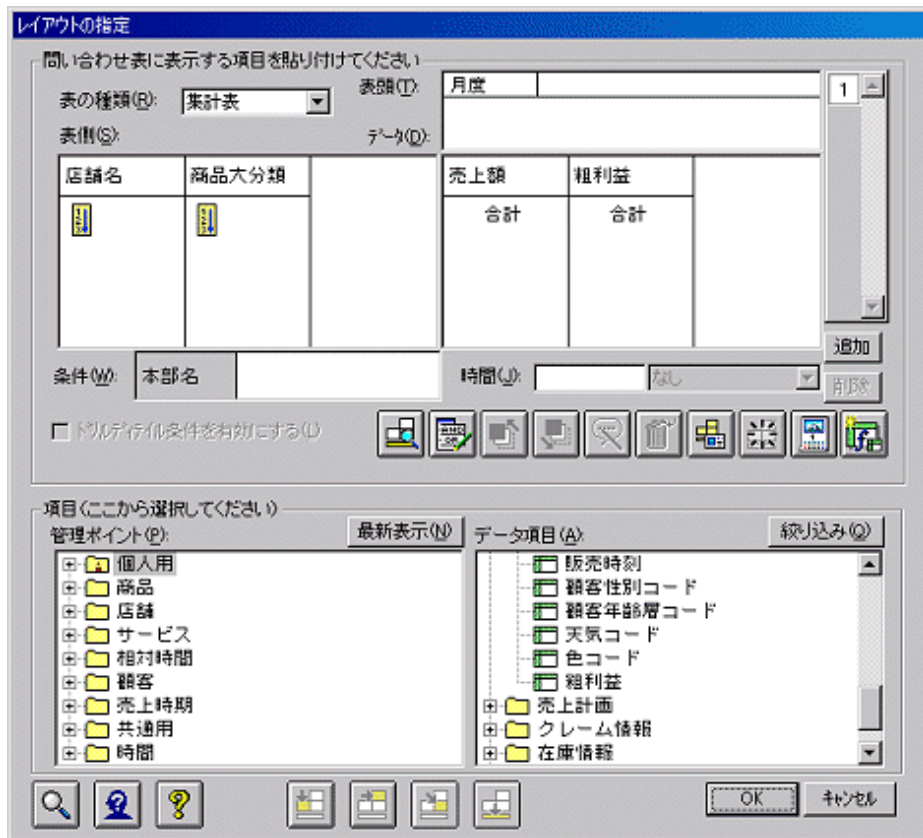 レイアウトの指定
問い合わせ表に表示する項目を貼り付けてください
表の種類(R): 集計表 表頭(T): 月度 1
表側(S): データ(D):
店舗名 商品大分類 売上額 粗利益
合計 合計
追加
条件(W): 本部名 時間(J): なし 削除
ドリルディテイル条件を有効にする(L)
項目(ここから選択してください)
管理ポイント(P): 最新表示(N) データ項目(A): 絞り込み(Q)
個人用
商品
店舗
サービス
相対時間
顧客
売上時期
共通用
時間
販売時刻
顧客性別コード
顧客年齢層コード
天気コード
色コード
粗利益
売上計画
クレーム情報
在庫情報
OK キャンセル